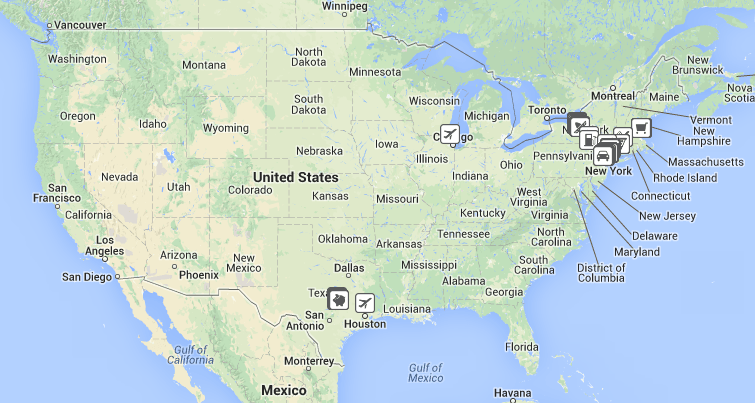 Winnipeg
Vancouver
Washington
North
Dakota
Montana
Minnesota
Montreal
New
Brunswick
Maine
Nova
Scotia
Toronto
Vermont
New
Hampshire
Wisconsin
Michigan
South
Dakota
Oregon
Idaho
Wyoming
Massachusetts
Rhode Island
Connecticut
New Jersey
Delaware
Maryland
District of
Columbia
Nebraska
Iowa
Illinois
Indiana
Ohio
Pennsylvania
New York
Nevada
Utah
Colorado
United States
Kansas
Missouri
West
Virginia
Virginia
Kentucky
San
Francisco
California
Los
Angeles
San Diego
Arizona
Phoenix
New
Mexico
Oklahoma
Arkansas
Tennessee
North
Carolina
South
Carolina
Dallas
Mississippi
Alabama
Georgia
Louisiana
San
Antonio
Houston
Florida
Gulf of
California
Monterrey
Gulf of
Mexico
Mexico
Havana